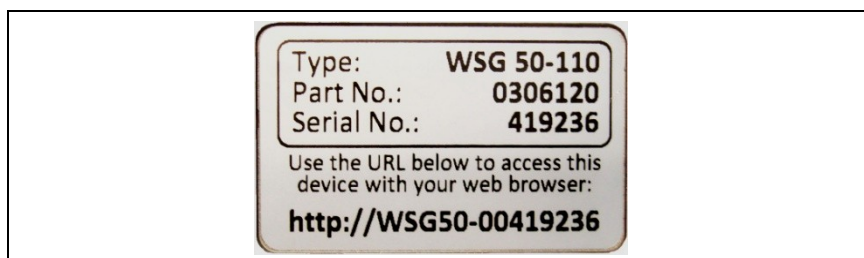 Type: WSG 50-110
Part No.: 0306120
Serial No.: 419236
Use the URL below to access this
device with your web browser:
http://WSG50-00419236